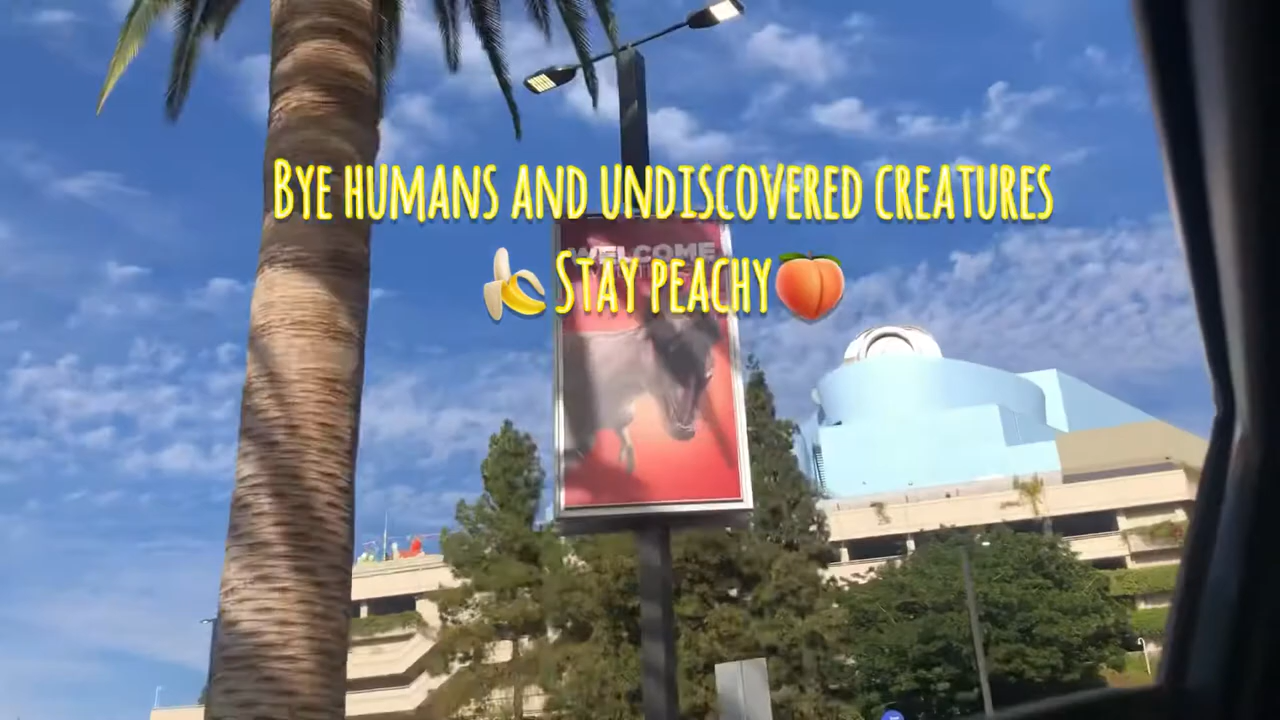 Bye humans and undiscovered creatures
🍌Stay peachy🍑
WELCOME